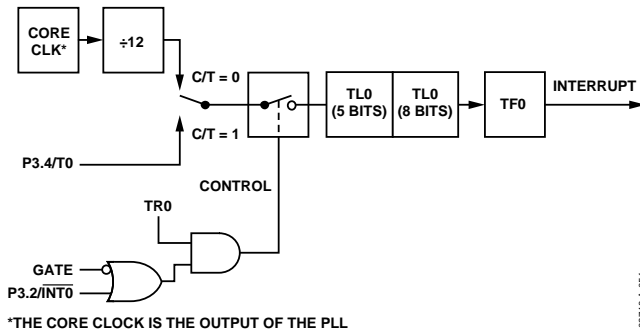 CORE
CLK*
÷12
C/T = 0
C/T = 1
P3.4/T0
TL0
(5 BITS)
TL0
(8 BITS)
TF0
INTERRUPT
CONTROL
TR0
GATE
P3.2/INT0
*THE CORE CLOCK IS THE OUTPUT OF THE PLL